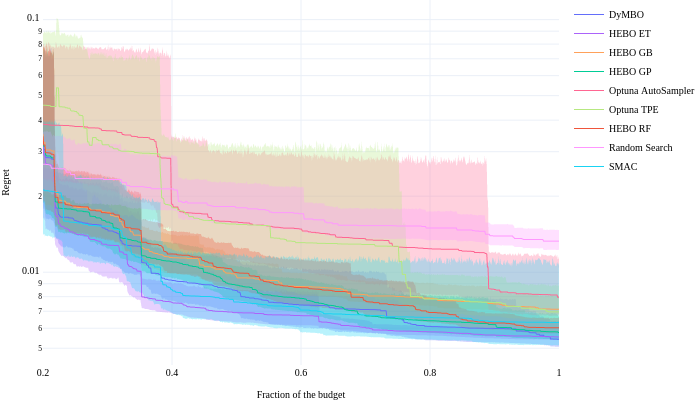 0.1
9
8
7
6
5
4
3
2
0.01
9
8
7
6
5
0.2
0.4
0.6
0.8
1
Regret
Fraction of the budget
DyMBO
HEBO ET
HEBO GB
HEBO GP
Optuna AutoSampler
Optuna TPE
HEBO RF
Random Search
SMAC